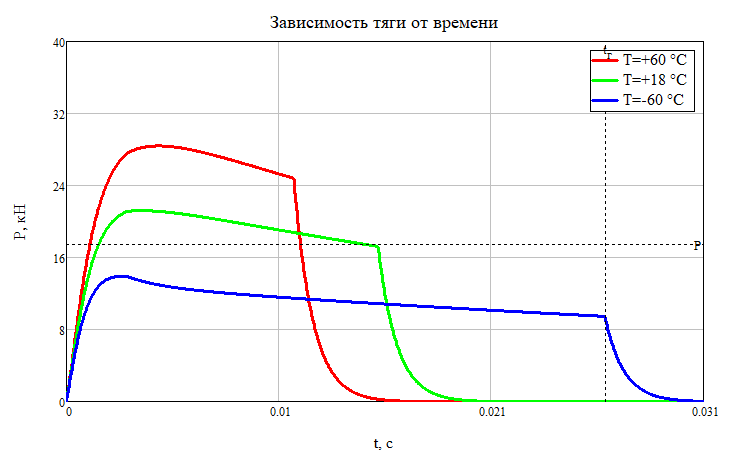 Зависимость тяги от времени
40
32
24
16
8
0
P, кН
t_T
T=+60 °C
T=+18 °C
T=-60 °C
P
0
0.01
0.021
0.031
t, с